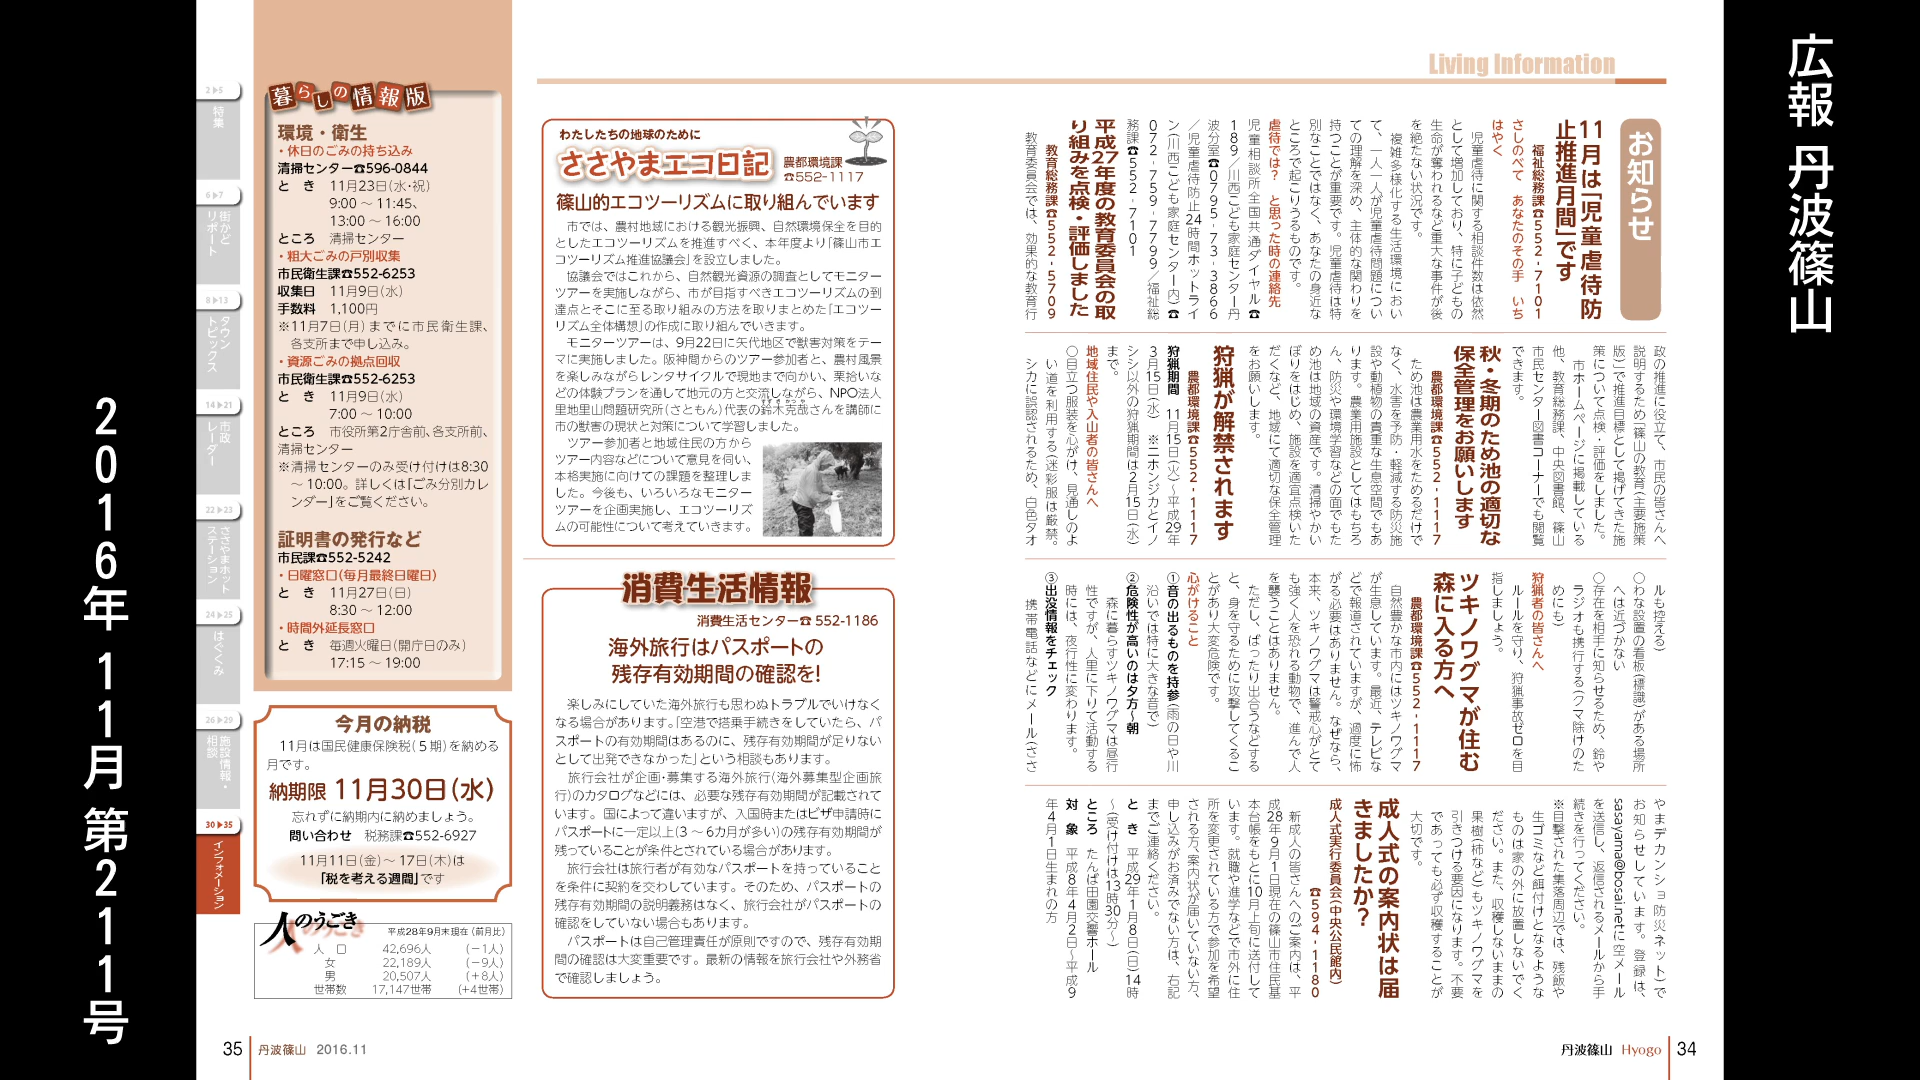 広報 丹波篠山
Living Information
お知らせ
11月は「児童虐待防
止推進月間」です
福祉総務課☎552-7101
さしのべて　あなたのその手　いち
はやく
児童虐待に関する相談件数は依然
として増加しており、特に子どもの
生命が奪われるなど重大な事件が後
を絶たない状況です。
複雑多様化する生活環境におい
て、一人一人が児童虐待問題につい
ての理解を深め、主体的な関わりを
持つことが重要です。児童虐待は特
別なことではなく、あなたの身近な
ところで起こりうるものです。
虐待では？　と思った時の連絡先
児童相談所全国共通ダイヤル☎
189／川西こども家庭センター丹
波分室☎0795-73-3866
／児童虐待防止24時間ホットライ
ン（川西こども家庭センター内）☎
072-759-7799／福祉総
務課☎552-7101
平成27年度の教育委員会の取
り組みを点検・評価しました
教育総務課☎552-5709
教育委員会では、効果的な教育行
政の推進に役立て、市民の皆さんへ
説明するため「篠山の教育（主要施策
版）」で推進目標として掲げてきた施
策について点検・評価をしました。
市ホームページに掲載している
他、教育総務課、中央図書館、篠山
市民センター図書コーナーでも閲覧
できます。
秋・冬期のため池の適切な
保全管理をお願いします
農都環境課☎552-1117
ため池は農業用水をためるだけで
なく、水害を予防・軽減する防災施
設や動植物の貴重な生息空間でもあ
ります。農業用施設としてはもちろ
ん、防災や環境学習などの面でもた
め池は地域の資産です。清掃やかい
ぼりをはじめ、施設を適宜点検いた
だくなど、地域にて適切な保全管理
をお願いします。
狩猟が解禁されます
農都環境課☎552-1117
狩猟期間　11月15日（火）～平成29年
3月15日（水）　※ニホンジカとイノ
シシ以外の狩猟期間は2月15日（水）
まで。
地域住民や入山者の皆さんへ
○目立つ服装を心がけ、見通しのよ
い道を利用する（迷彩服は厳禁。
シカに誤認されるため、白色タオ
ルも控える）
○わな設置の看板（標識）がある場所
へは近づかない
○存在を相手に知らせるため、鈴や
ラジオも携行する（クマ除けのた
めにも）
狩猟者の皆さんへ
ルールを守り、狩猟事故ゼロを目
指しましょう。
ツキノワグマが住む
森に入る方へ
農都環境課☎552-1117
自然豊かな市内にはツキノワグマ
が生息しています。最近、テレビな
どで報道されていますが、過度に怖
がる必要はありません。なぜなら、
本来、ツキノワグマは警戒心がとて
も強く人を恐れる動物で、進んで人
を襲うことはありません。
ただし、ばったり出合うなどする
と、身を守るために攻撃してくるこ
とがあり大変危険です。
心がけること
①音の出るものを持参（雨の日や川
沿いでは特に大きな音で）
②危険性が高いのは夕方～朝
森に暮らすツキノワグマは昼行
性ですが、人里に下りて活動する
時には、夜行性に変わります。
③出没情報をチェック
携帯電話などにメール（ささ
やまデカンショ防災ネット）で
お知らせしています。登録は、
sasayama@bosai.netに空メール
を送信し、返信されるメールから手
続きを行ってください。
※目撃された集落周辺では、残飯や
生ゴミなど餌付けとなるような
ものは家の外に放置しないでく
ださい。また、収穫しないままの
果樹（柿など）もツキノワグマを
引きつける要因になります。不要
であっても必ず収穫することが
大切です。
成人式の案内状は届
きましたか？
成人式実行委員会（中央公民館内）
☎594-1180
新成人の皆さんへのご案内は、平
成28年9月1日現在の篠山市住民基
本台帳をもとに10月上旬に送付して
います。就職や進学などで市外に住
所を変更されている方で参加を希望
される方、案内状が届いていない方、
申し込みがお済みでない方は、右記
までご連絡ください。
と　き　平成29年1月8日（日）14時
～（受け付けは13時30分～）
ところ　たんば田園交響ホール
対　象　平成8年4月2日～平成9
年4月1日生まれの方
わたしたちの地球のために
ささやまエコ日記
農都環境課
☎552-1117
篠山的エコツーリズムに取り組んでいます
市では、農村地域における観光振興、自然環境保全を目的
としたエコツーリズムを推進すべく、本年度より「篠山市エ
コツーリズム推進協議会」を設立しました。
協議会ではこれから、自然観光資源の調査としてモニター
ツアーを実施しながら、市が目指すべきエコツーリズムの到
達点とそこに至る取り組みの方法を取りまとめた「エコツー
リズム全体構想」の作成に取り組んでいきます。
モニターツアーは、9月22日に矢代地区で獣害対策をテー
マに実施しました。阪神間からのツアー参加者と、農村風景
を楽しみながらレンタサイクルで現地まで向かい、栗拾いな
どの体験プランを通して地元の方と交流しながら、NPO法人
里地里山問題研究所（さともん）代表の鈴木克哉さんを講師に
市の獣害の現状と対策について学習しました。
ツアー参加者と地域住民の方から
ツアー内容などについて意見を伺い、
本格実施に向けての課題を整理しま
した。今後も、いろいろなモニター
ツアーを企画実施し、エコツーリズ
ムの可能性について考えていきます。
消費生活情報
消費生活センター☎ 552-1186
海外旅行はパスポートの
残存有効期間の確認を!
楽しみにしていた海外旅行も思わぬトラブルでいけなく
なる場合があります。「空港で搭乗手続きをしていたら、パ
スポートの有効期間はあるのに、残存有効期間が足りない
として出発できなかった」という相談もあります。
旅行会社が企画・募集する海外旅行（海外募集型企画旅
行）のカタログなどには、必要な残存有効期間が記載されて
います。国によって違いますが、入国時またはビザ申請時に
パスポートに一定以上（3～6カ月が多い）の残存有効期間が
残っていることが条件とされている場合があります。
旅行会社は旅行者が有効なパスポートを持っていること
を条件に契約を交わしています。そのため、パスポートの
残存有効期間の説明義務はなく、旅行会社がパスポートの
確認をしていない場合もあります。
パスポートは自己管理責任が原則ですので、残存有効期
間の確認は大変重要です。最新の情報を旅行会社や外務省
で確認しましょう。
暮らしの情報版
環境・衛生
・休日のごみの持ち込み
清掃センター☎596-0844
と　き　11月23日(水・祝)
9:00 ～ 11:45、
13:00 ～ 16:00
ところ　清掃センター
・粗大ごみの戸別収集
市民衛生課☎552-6253
収集日　11月9日(水)
手数料　1,100円
※11月7日(月)までに市民衛生課、
各支所まで申し込み。
・資源ごみの拠点回収
市民衛生課☎552-6253
と　き　11月9日(水)
7:00 ～ 10:00
ところ　市役所第2庁舎前、各支所前、
清掃センター
※清掃センターのみ受け付けは8:30
～ 10:00。詳しくは「ごみ分別カレ
ンダー」をご覧ください。
証明書の発行など
市民課☎552-5242
・日曜窓口(毎月最終日曜日)
と　き　11月27日(日)
8:30 ～ 12:00
・時間外延長窓口
と　き　毎週火曜日(開庁日のみ)
17:15 ～ 19:00
今月の納税
11月は国民健康保険税(5期)を納める
月です。
納期限 11月30日(水)
忘れずに納期内に納めましょう。
問い合わせ　税務課☎552-6927
11月11日(金)～17日(木)は
「税を考える週間」です
人のうごき
平成28年9月末現在（前月比）
人　口　42,696人　(−1人)
女　22,189人　(−9人)
男　20,507人　(+8人)
世帯数　17,147世帯　(+4世帯)
2▶5
特集
6▶7
街かど
リポート
8▶13
タウン
トピックス
14▶21
市政
レーダー
22▶23
ささやまホット
ステーション
24▶25
はぐくみ
26▶29
施設情報・
相談
30▶35
インフォメーション
35 丹波篠山 2016.11
丹波篠山 Hyogo 34
2016年 11月 第211号